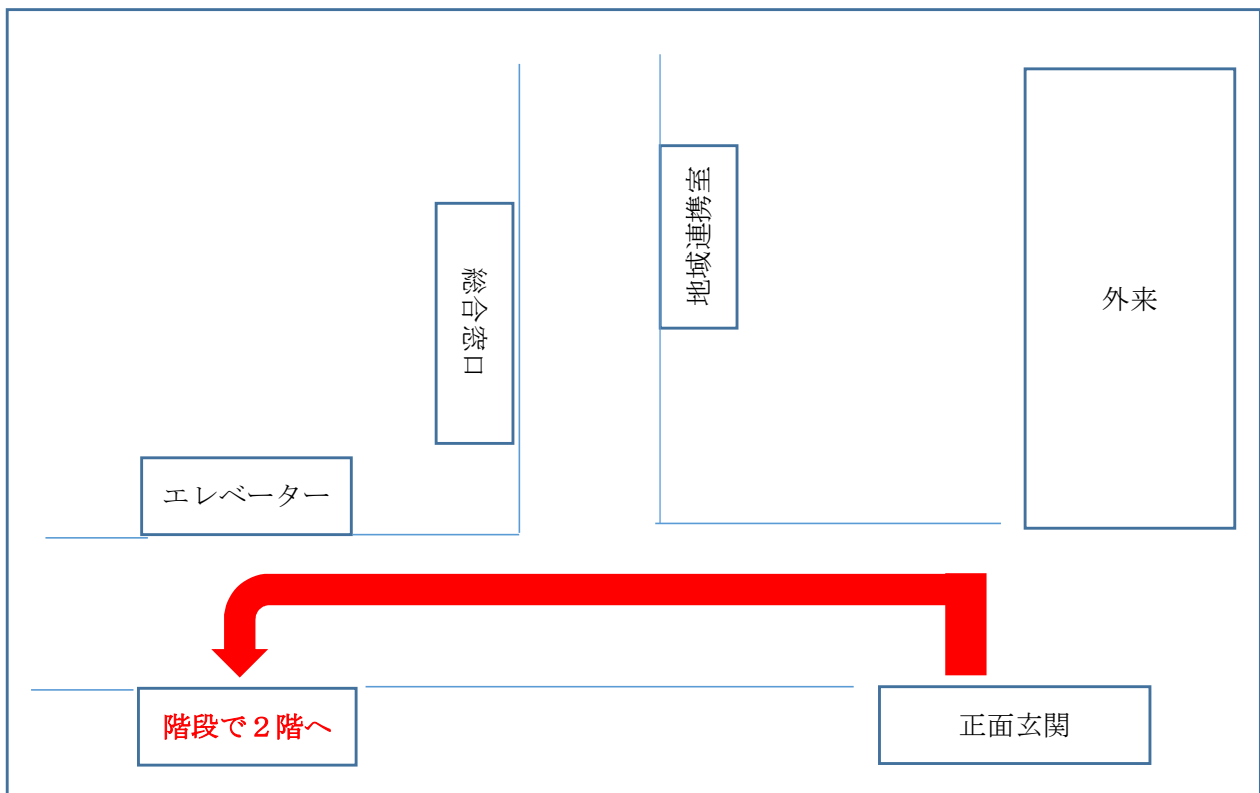 地域連携室
外来
総合窓口
エレベーター
階段で２階へ
正面玄関